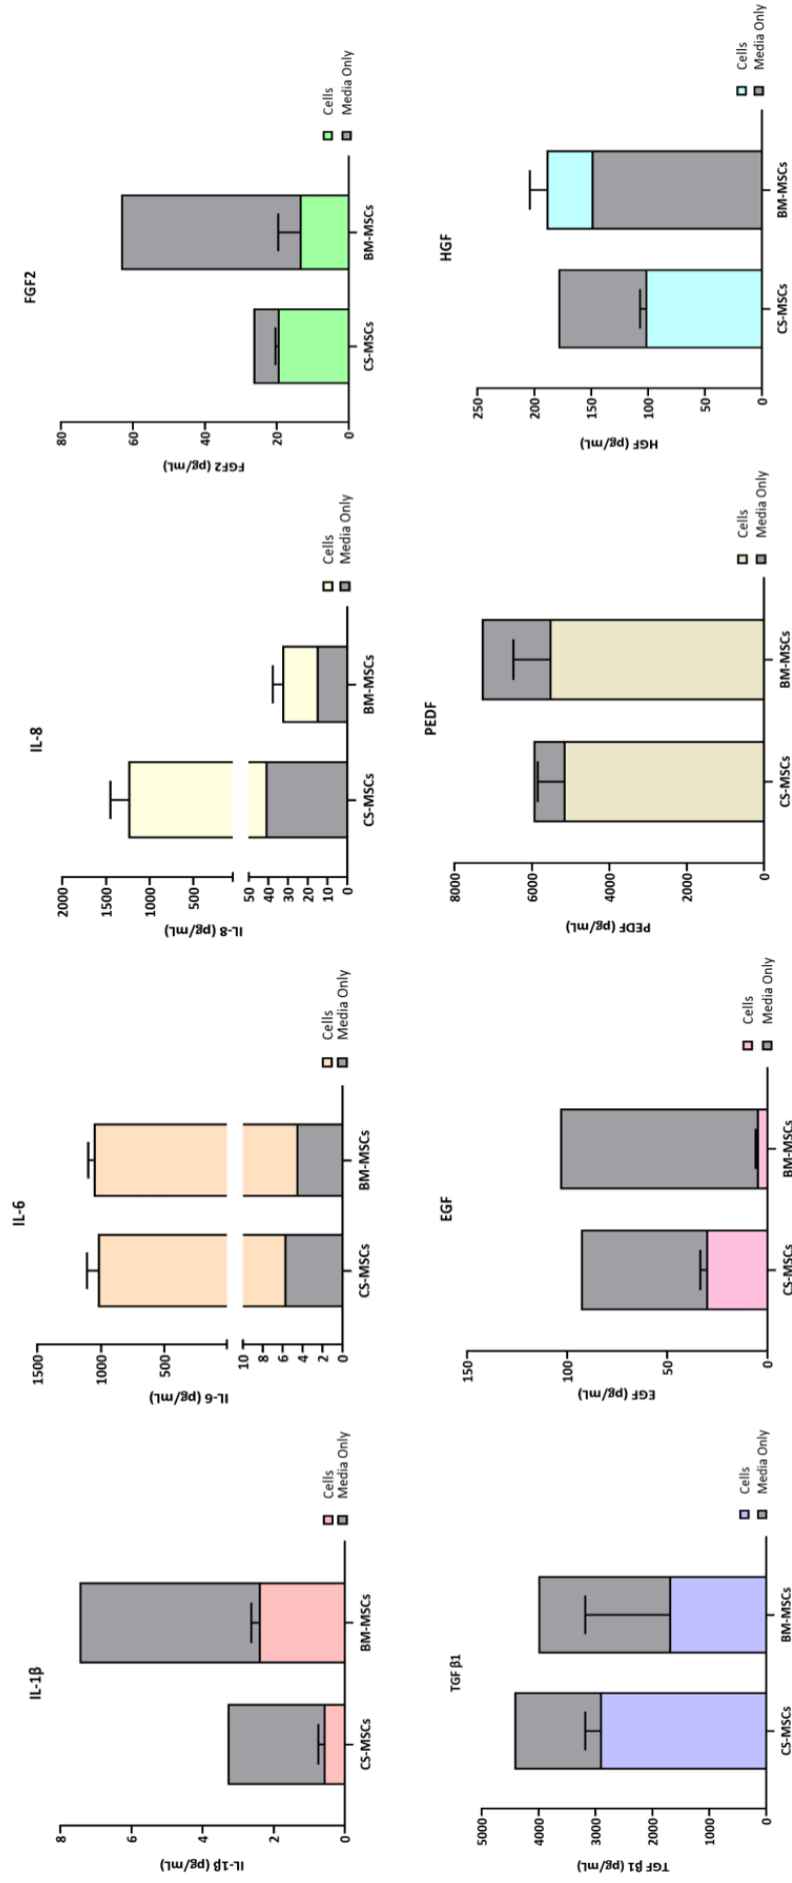 IL-1β
IL-1β (pg/mL)
8
6
4
2
0
CS-MSCs
BM-MSCs
Cells
Media Only
IL-6
IL-6 (pg/mL)
1500
1000
500
10
8
6
4
2
0
CS-MSCs
BM-MSCs
Cells
Media Only
IL-8
IL-8 (pg/mL)
2000
1500
1000
500
50
40
30
20
10
0
CS-MSCs
BM-MSCs
Cells
Media Only
FGF2
FGF2 (pg/mL)
80
60
40
20
0
CS-MSCs
BM-MSCs
Cells
Media Only
TGF β1
TGF β1 (pg/mL)
5000
4000
3000
2000
1000
0
CS-MSCs
BM-MSCs
Cells
Media Only
EGF
EGF (pg/mL)
150
100
50
0
CS-MSCs
BM-MSCs
Cells
Media Only
PEDF
PEDF (pg/mL)
8000
6000
4000
2000
0
CS-MSCs
BM-MSCs
Cells
Media Only
HGF
HGF (pg/mL)
250
200
150
100
50
0
CS-MSCs
BM-MSCs
Cells
Media Only